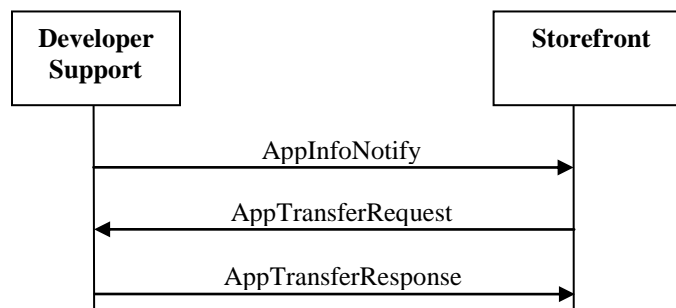 Developer
Support
Storefront
AppInfoNotify
AppTransferRequest
AppTransferResponse